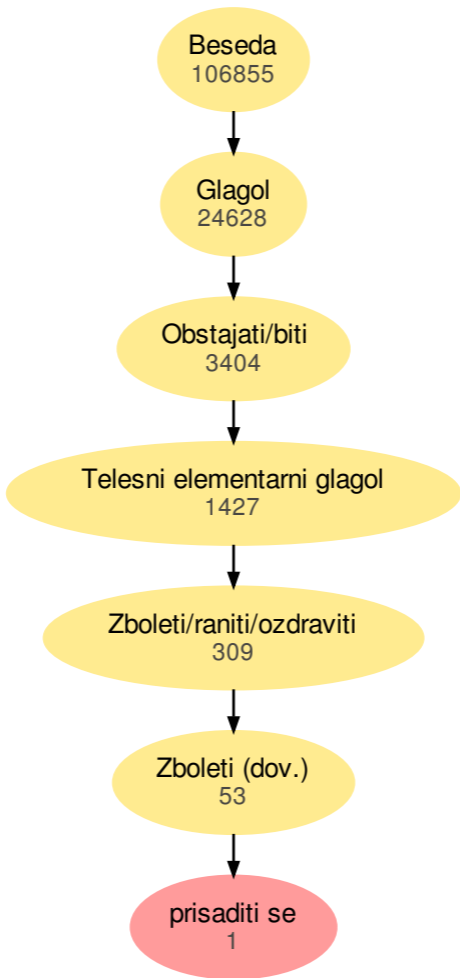 Beseda
106855
Glagol
24628
Obstajati/biti
3404
Telesni elementarni glagol
1427
Zboleti/raniti/ozdraviti
309
Zboleti (dov.)
53
prisaditi se
1